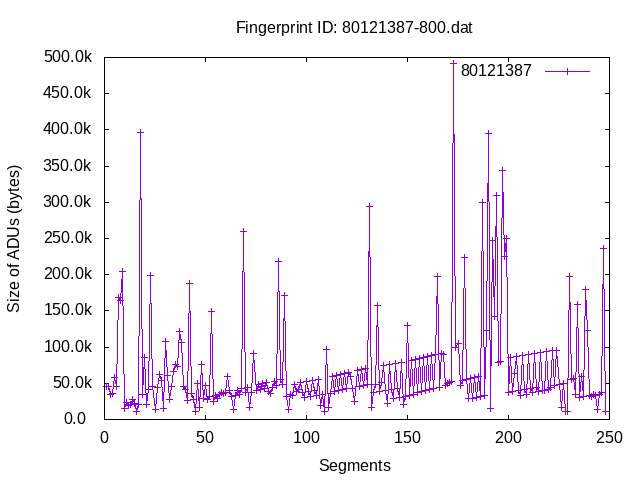 Fingerprint ID: 80121387-800.dat
500.0k
80121387
450.0k
400.0k
350.0k
300.0k
250.0k
200.0k
150.0k
100.0k
50.0k
0.0
Size of ADUs (bytes)
0 50 100 150 200 250
Segments